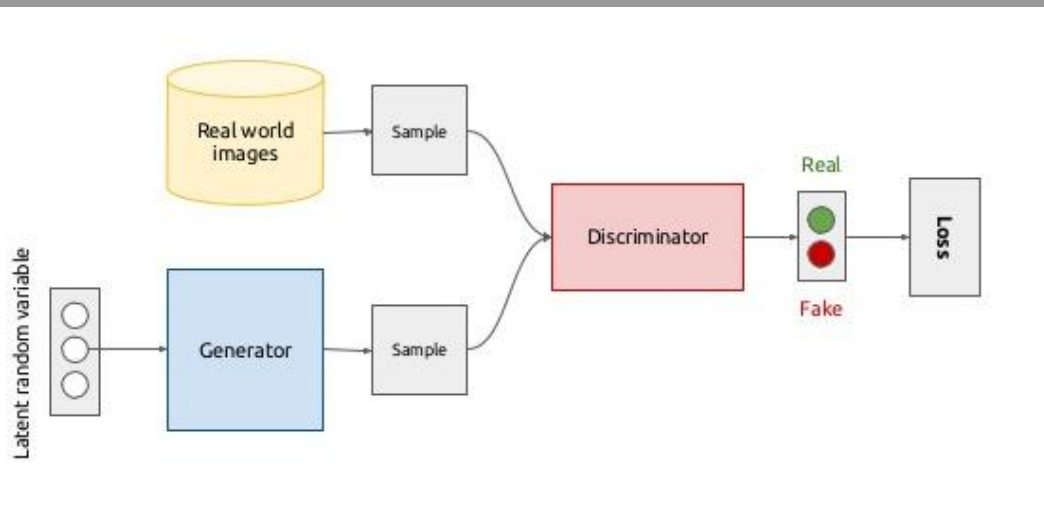 Real world
images
Sample
Discriminator
Real
Fake
Loss
Latent random variable
Generator
Sample